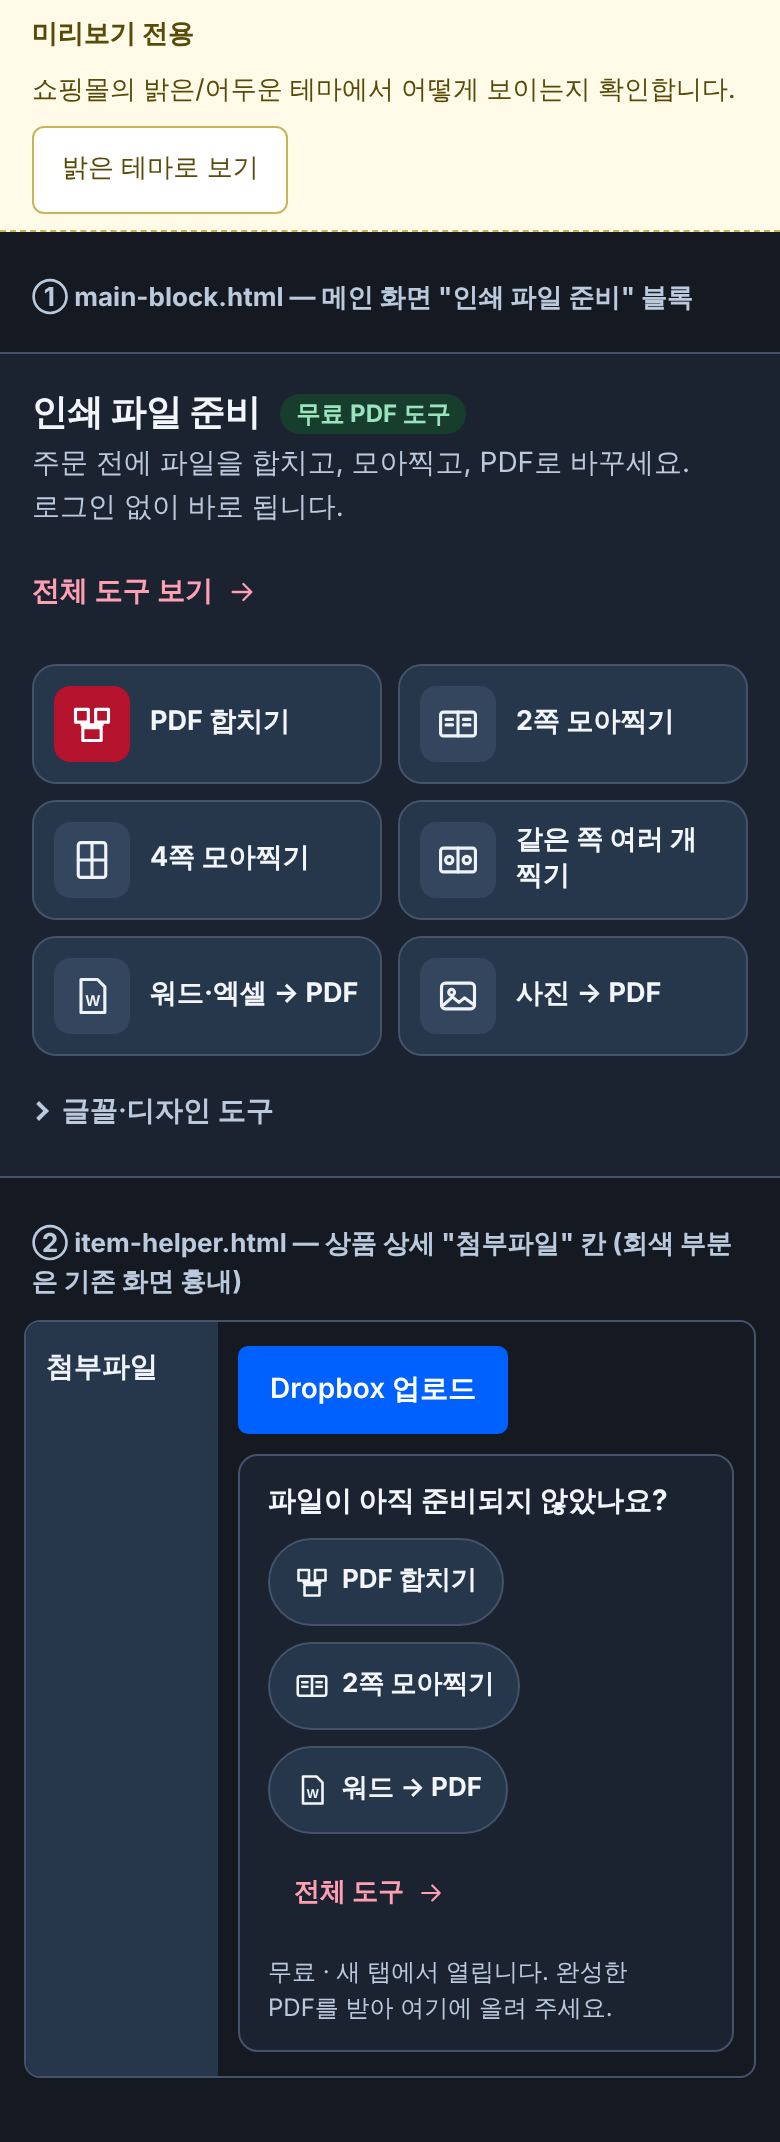 미리보기 전용
쇼핑몰의 밝은/어두운 테마에서 어떻게 보이는지 확인합니다.
밝은 테마로 보기
① main-block.html — 메인 화면 "인쇄 파일 준비" 블록
인쇄 파일 준비 무료 PDF 도구
주문 전에 파일을 합치고, 모아찍고, PDF로 바꾸세요.
로그인 없이 바로 됩니다.
전체 도구 보기 →
PDF 합치기
2쪽 모아찍기
4쪽 모아찍기
같은 쪽 여러 개
찍기
W
워드·엑셀 → PDF
사진 → PDF
글꼴·디자인 도구
② item-helper.html — 상품 상세 "첨부파일" 칸 (회색 부분
은 기존 화면 흉내)
첨부파일
Dropbox 업로드
파일이 아직 준비되지 않았나요?
PDF 합치기
2쪽 모아찍기
W 워드 → PDF
전체 도구 →
무료 · 새 탭에서 열립니다. 완성한
PDF를 받아 여기에 올려 주세요.